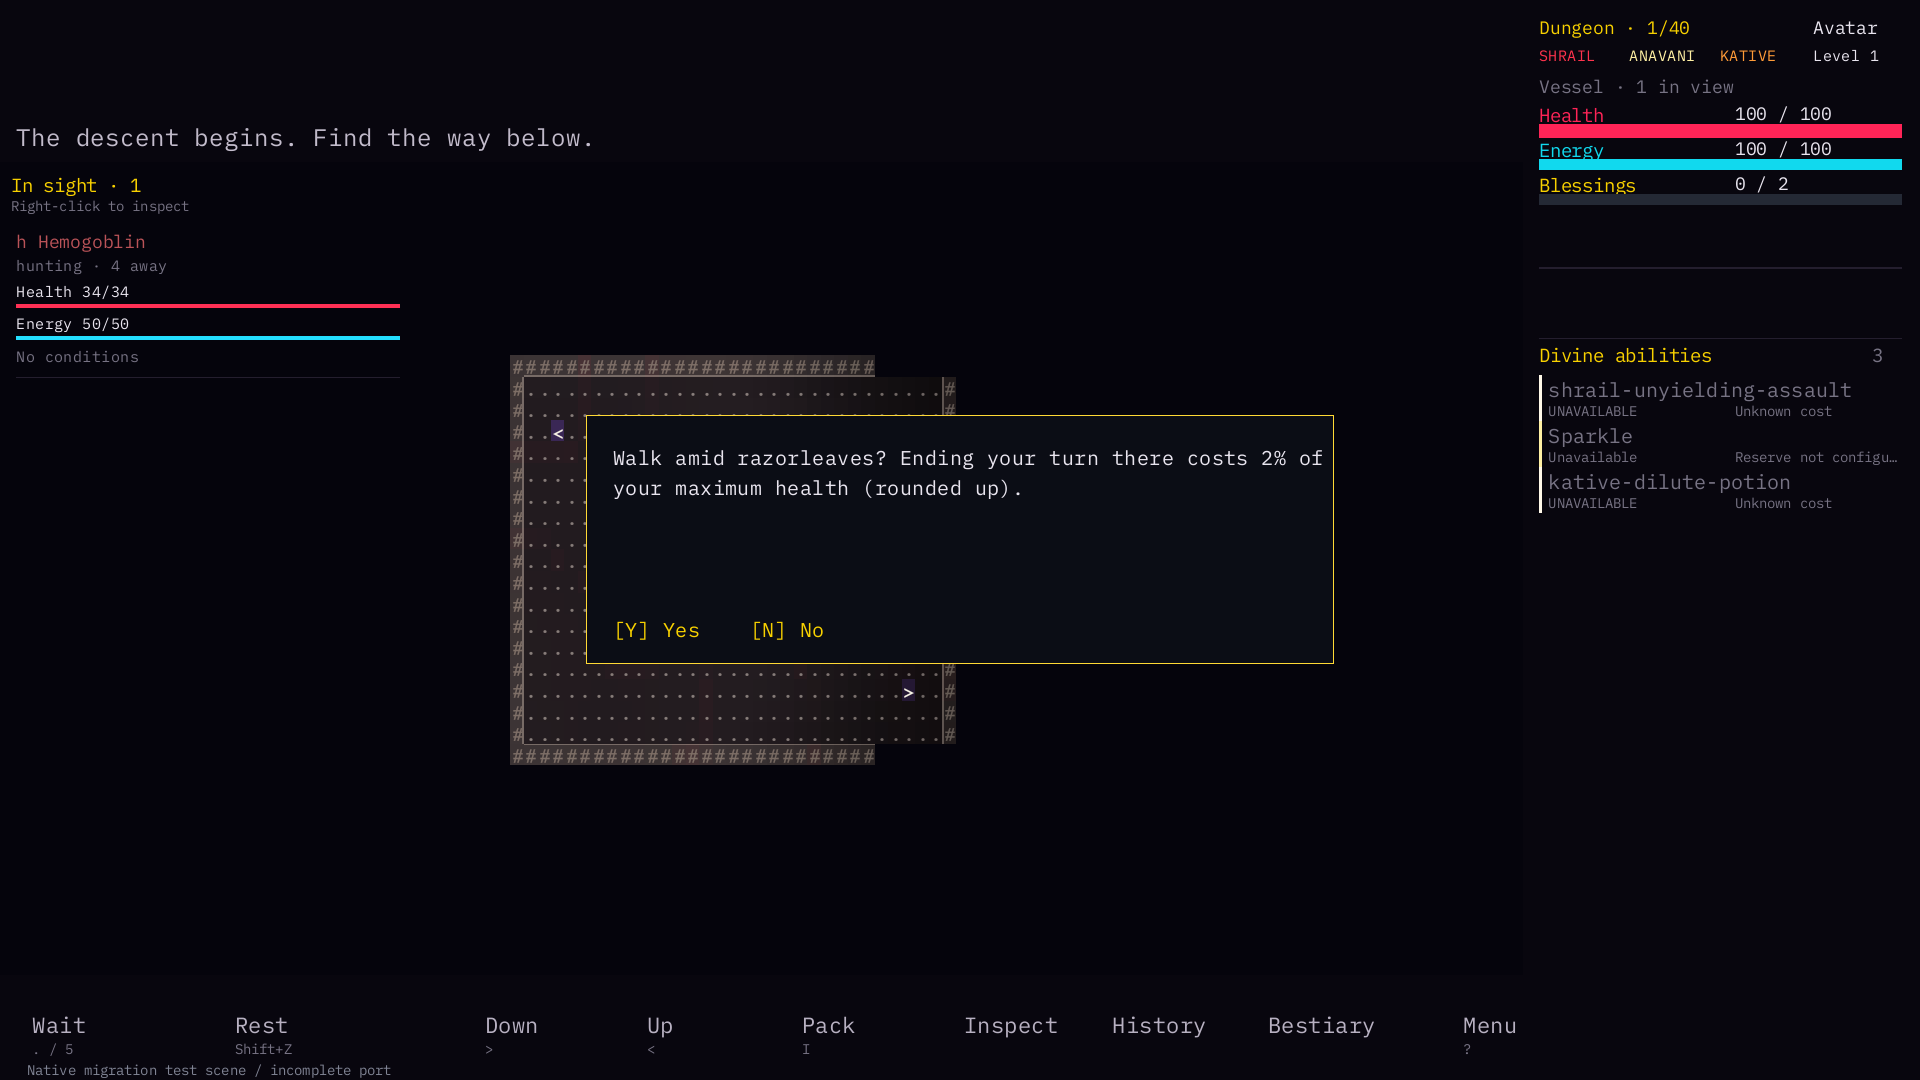 Dungeon · 1/40 Avatar
SHRAIL ANAVANI KATIVE Level 1
Vessel · 1 in view
Health 100 / 100
Energy 100 / 100
Blessings 0 / 2
The descent begins. Find the way below.
In sight · 1
Right-click to inspect
h Hemogoblin
hunting · 4 away
Health 34/34
Energy 50/50
No conditions
<
Walk amid razorleaves? Ending your turn there costs 2% of
your maximum health (rounded up).
[Y] Yes [N] No
>
Divine abilities 3
shrail-unyielding-assault
UNAVAILABLE Unknown cost
Sparkle
Unavailable Reserve not configu…
kative-dilute-potion
UNAVAILABLE Unknown cost
Wait Rest Down Up Pack Inspect History Bestiary Menu
. / 5 Shift+Z > < I ?
Native migration test scene / incomplete port